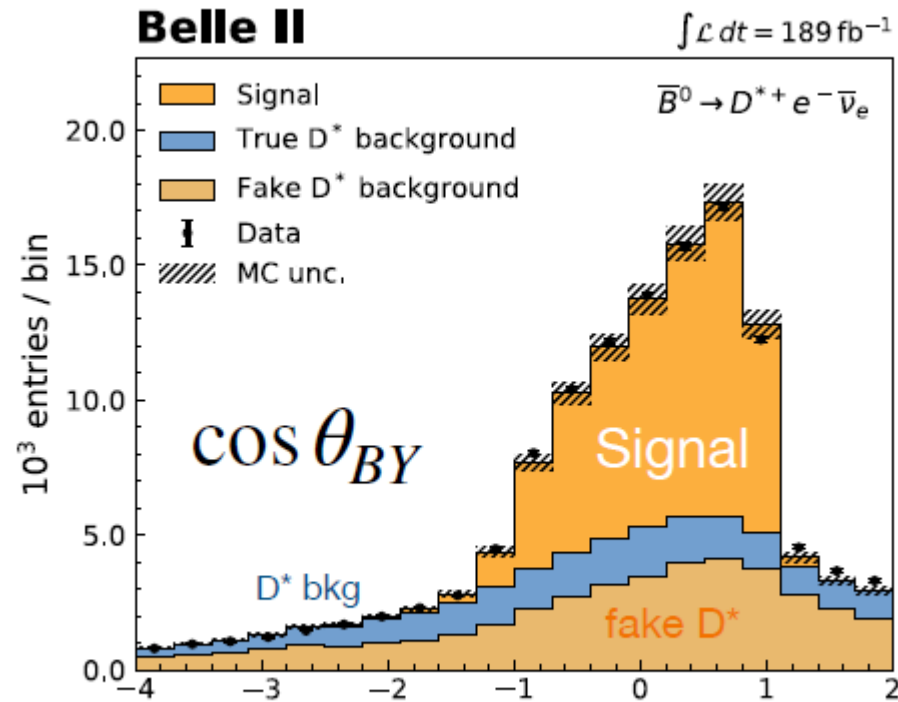 Belle II
∫ℒ dt = 189 fb⁻¹
B̅⁰ → D*⁺ e⁻ ν̅ₑ
Signal
True D* background
Fake D* background
Data
MC unc.
10³ entries / bin
20.0
15.0
10.0
5.0
0.0
cos θ_BY
Signal
D* bkg
fake D*
−4 −3 −2 −1 0 1 2